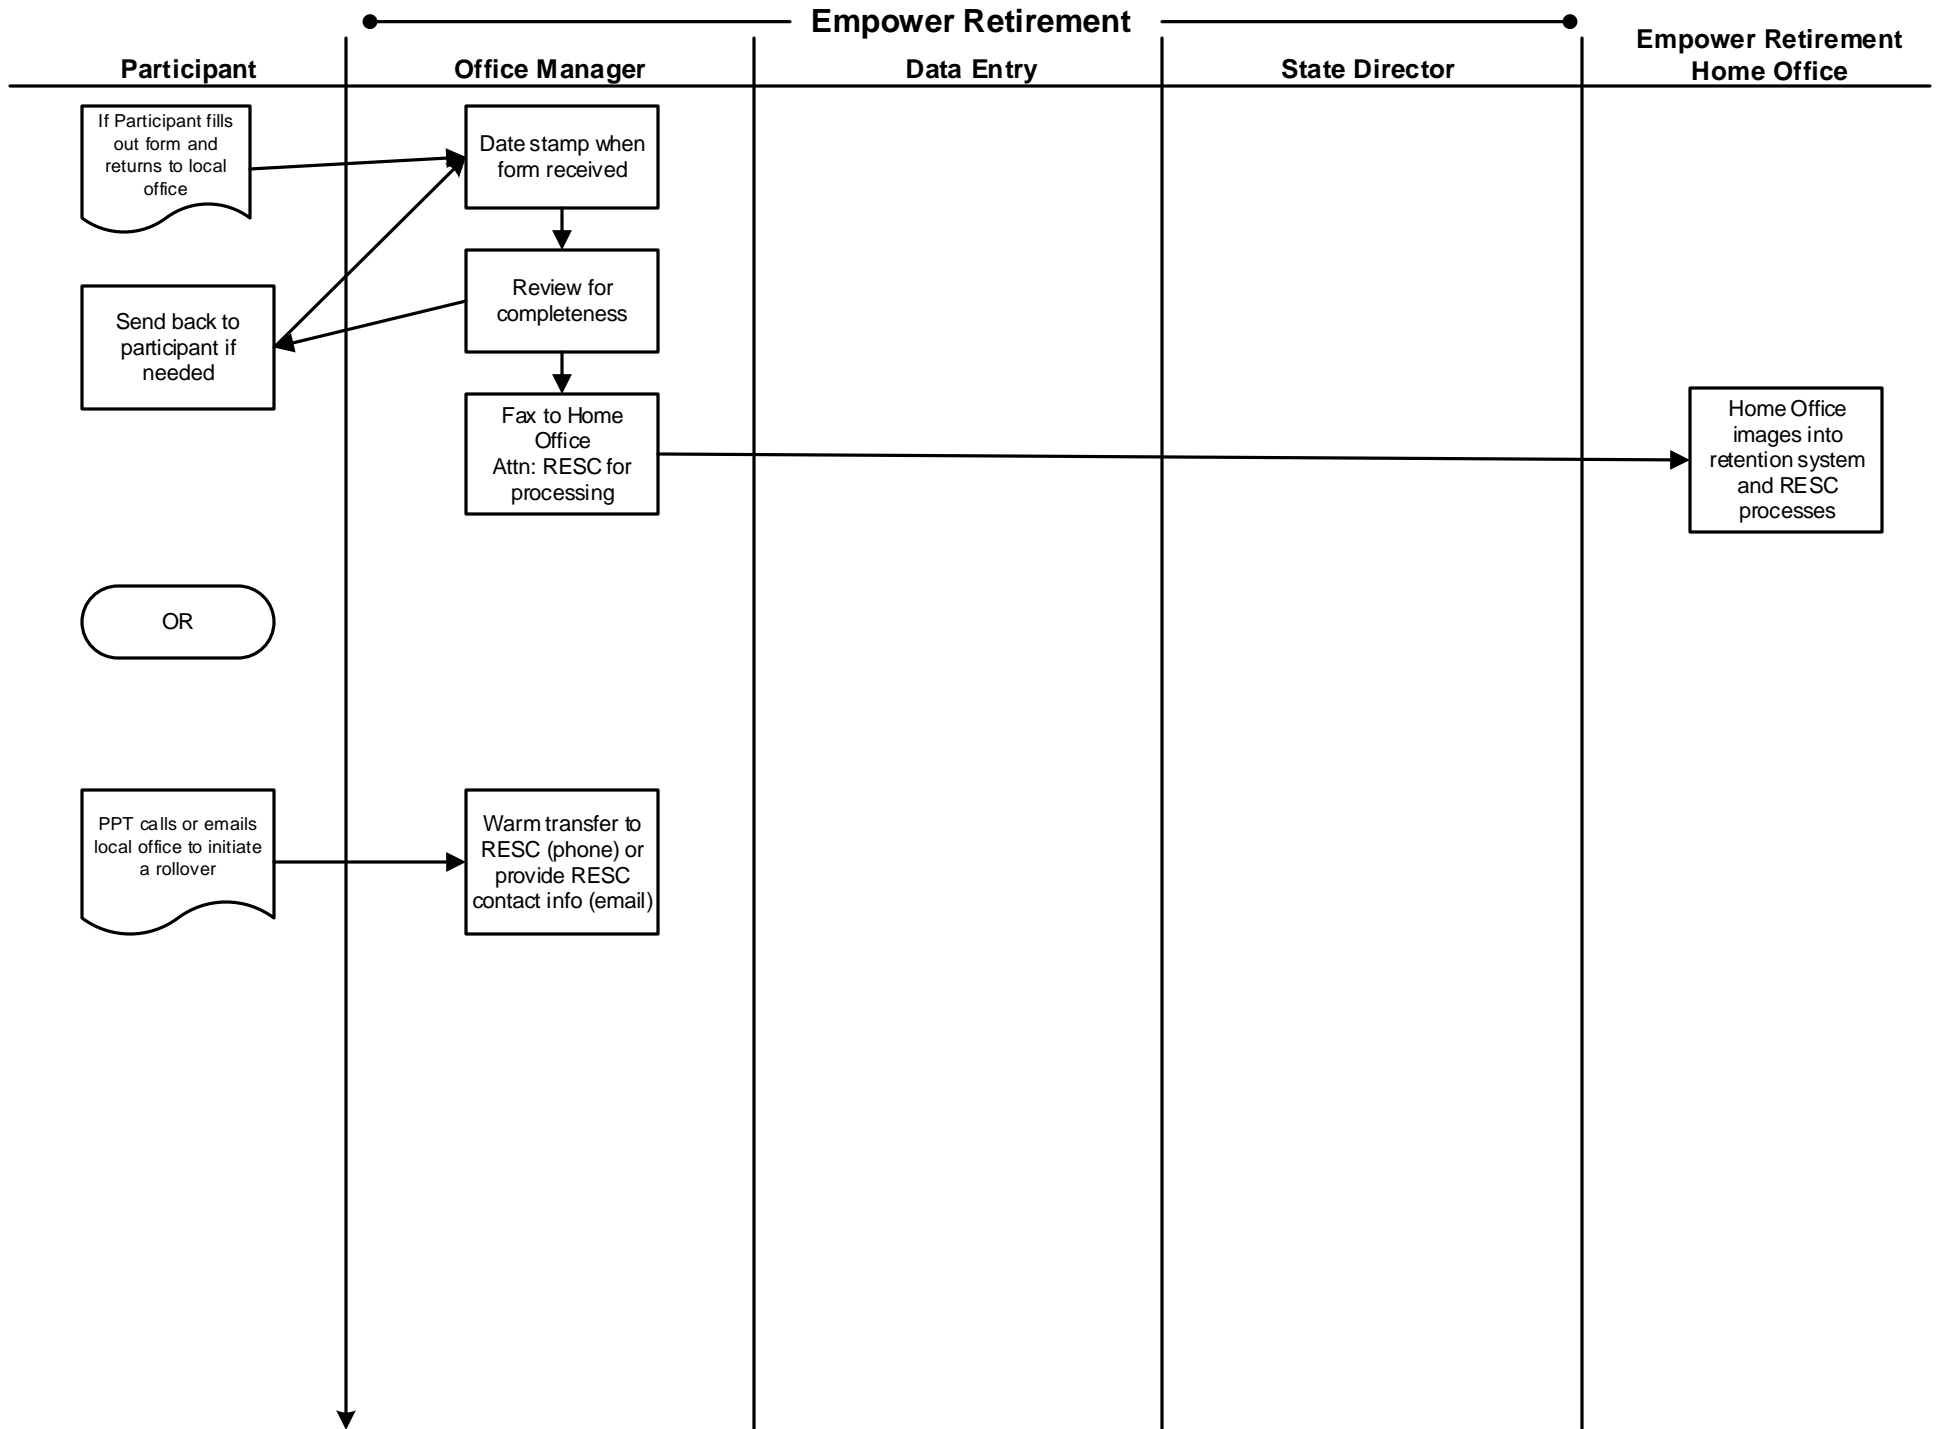 Empower Retirement
Participant
Office Manager
Data Entry
State Director
Empower Retirement
Home Office
If Participant fills
out form and
returns to local
office
Date stamp when
form received
Review for
completeness
Send back to
participant if
needed
Fax to Home
Office
Attn: RESC for
processing
Home Office
images into
retention system
and RESC
processes
OR
PPT calls or emails
local office to initiate
a rollover
Warm transfer to
RESC (phone) or
provide RESC
contact info (email)